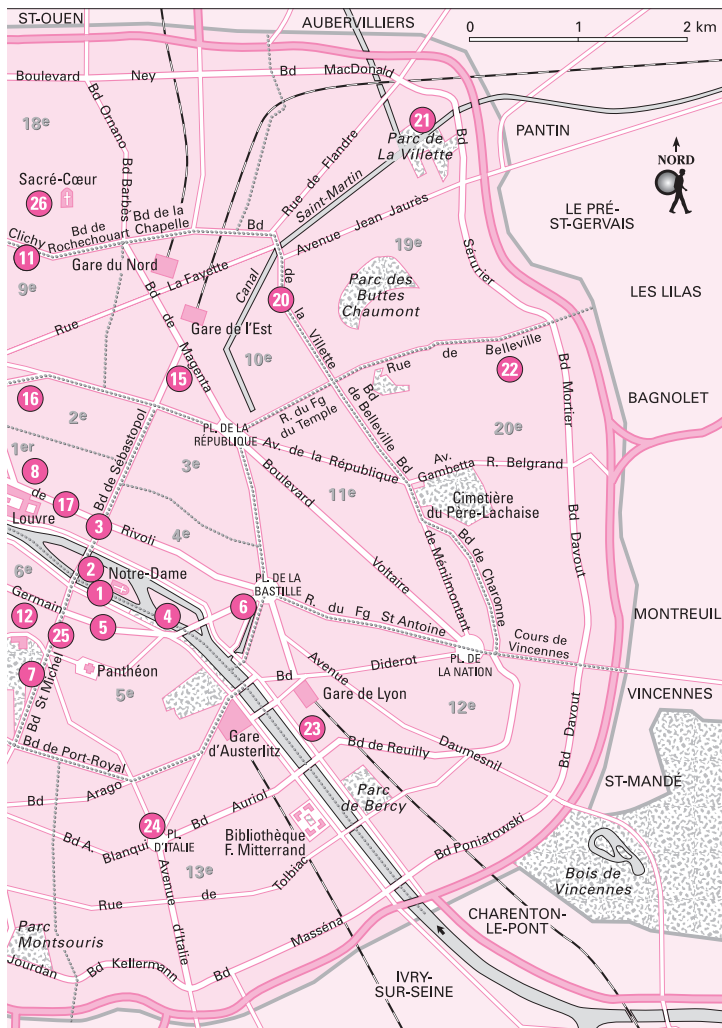 ST-OUEN
AUBERVILLIERS
0 1 2 km
Boulevard Ney Bd MacDonald
Bd Ornano
18e
21
Parc de
La Villette
Bd
PANTIN
NORD
Sacré-Cœur
26
Bd Barbès
Rue de Flandre
Saint-Martin
LE PRÉ-
ST-GERVAIS
Clichy
Bd de
Rochechouart
Bd de la
Chapelle
Bd
Avenue Jean Jaurès
11
9e
Gare du Nord
19e
Sérurier
Rue La Fayette
Canal
20
de la Villette
Parc des
Buttes
Chaumont
LES LILAS
Bd de Magenta
Gare de l'Est
10e
Rue de Belleville
22
15
16
2e
R. du Fg
du Temple
Bd
de Belleville
Bd Mortier
BAGNOLET
PL. DE LA
RÉPUBLIQUE
20e
1er
8
Bd de Sébastopol
3e
Av. de la République
Bd
Av.
Gambetta
R. Belgrand
11e
Cimetière
du Père-Lachaise
Louvre
de Rivoli
17
3
4e
Boulevard Voltaire
Bd Davout
6e
2
Notre-Dame
1
PL. DE LA
BASTILLE
de Ménilmontant
Bd de Charonne
Germain
12
5
4
6
R. du Fg St Antoine
MONTREUIL
25
Cours de
Vincennes
7
Panthéon
Bd Diderot
PL. DE
LA NATION
Bd St Michel
5e
Avenue Daumesnil
Gare de Lyon
12e
VINCENNES
23
Bd Davout
Bd de Port-Royal
Gare
d'Austerlitz
Bd de Reuilly
ST-MANDÉ
Bd Arago
Parc
de Bercy
24
PL.
D'ITALIE
Bd Auriol
Bd A. Blanqui
Bibliothèque
F. Mitterrand
Bd Poniatowski
13e
Bois de
Vincennes
Rue de Tolbiac
Avenue d'Italie
Parc
Montsouris
Masséna
CHARENTON-
LE-PONT
Jourdan Bd Kellermann Bd
IVRY-
SUR-SEINE